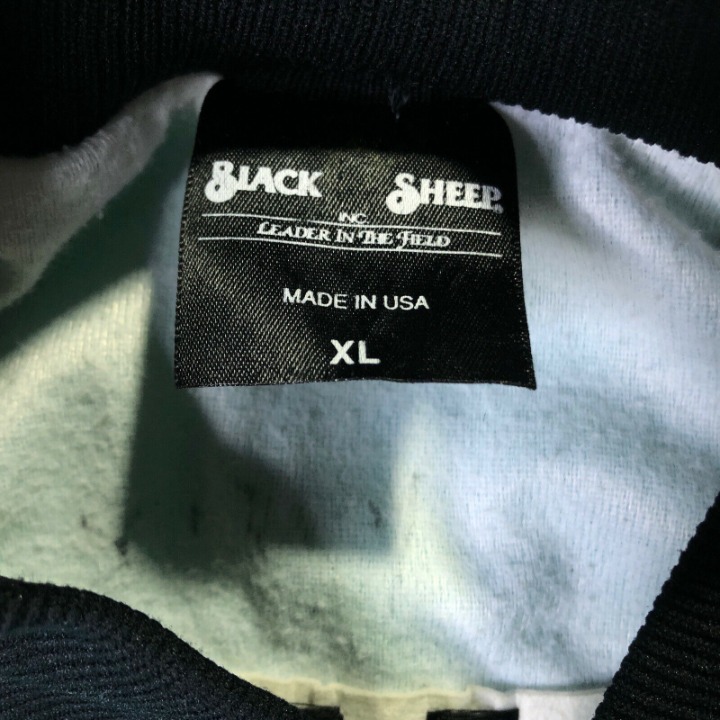 BLACK SHEEP
INC
LEADER IN THE FIELD
MADE IN USA
XL